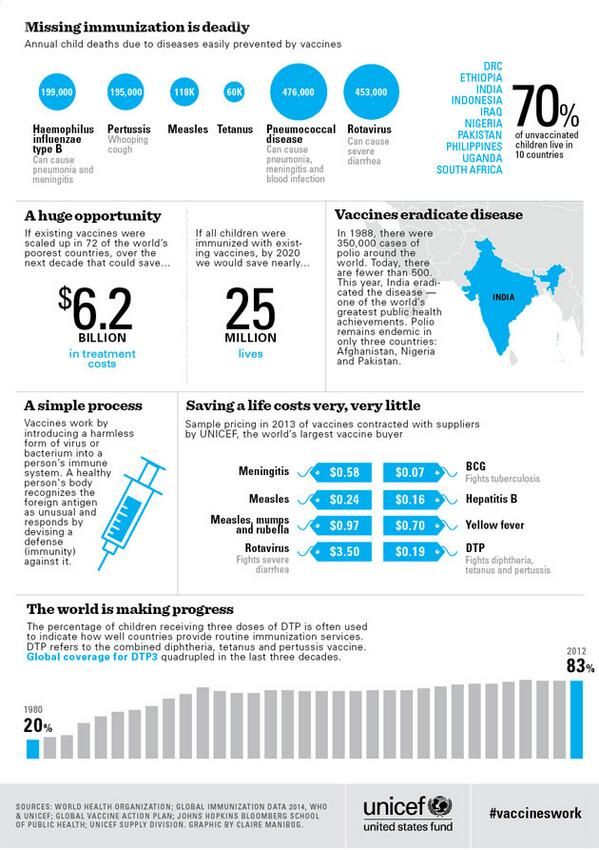 Missing immunization is deadly
Annual child deaths due to diseases easily prevented by vaccines
199,000
195,000
118K
60K
476,000
453,000
Haemophilus
influenzae
type B
Can cause
pneumonia and
meningitis
Pertussis
Whooping
cough
Measles
Tetanus
Pneumococcal
disease
Can cause
pneumonia,
meningitis and
blood infection
Rotavirus
Can cause
severe
diarrhea
DRC
ETHIOPIA
INDIA
INDONESIA
IRAQ
NIGERIA
PAKISTAN
PHILIPPINES
UGANDA
SOUTH AFRICA
70%
of unvaccinated
children live in
10 countries
A huge opportunity
If existing vaccines were
scaled up in 72 of the world's
poorest countries, over the
next decade that could save...
$6.2
BILLION
in treatment
costs
If all children were
immunized with exist-
ing vaccines, by 2020
we would save nearly...
25
MILLION
lives
Vaccines eradicate disease
In 1988, there were
350,000 cases of
polio around the
world. Today, there
are fewer than 500.
This year, India eradi-
cated the disease —
one of the world's
greatest public health
achievements. Polio
remains endemic in
only three countries:
Afghanistan, Nigeria
and Pakistan.
INDIA
A simple process
Vaccines work by
introducing a harmless
form of virus or
bacterium into a
person's immune
system. A healthy
person's body
recognizes the
foreign antigen
as unusual and
responds by
devising a
defense
(immunity)
against it.
Saving a life costs very, very little
Sample pricing in 2013 of vaccines contracted with suppliers
by UNICEF, the world's largest vaccine buyer
Meningitis $0.58
$0.07 BCG
Fights tuberculosis
Measles $0.24
$0.16 Hepatitis B
Measles, mumps
and rubella $0.97
$0.70 Yellow fever
Rotavirus $3.50
Fights severe
diarrhea
$0.19 DTP
Fights diphtheria,
tetanus and pertussis
The world is making progress
The percentage of children receiving three doses of DTP is often used
to indicate how well countries provide routine immunization services.
DTP refers to the combined diphtheria, tetanus and pertussis vaccine.
Global coverage for DTP3 quadrupled in the last three decades.
1980
20%
2012
83%
SOURCES: WORLD HEALTH ORGANIZATION; GLOBAL IMMUNIZATION DATA 2014, WHO
& UNICEF; GLOBAL VACCINE ACTION PLAN; JOHNS HOPKINS BLOOMBERG SCHOOL
OF PUBLIC HEALTH; UNICEF SUPPLY DIVISION. GRAPHIC BY CLAIRE MANIBOG.
unicef
united states fund
#vaccineswork